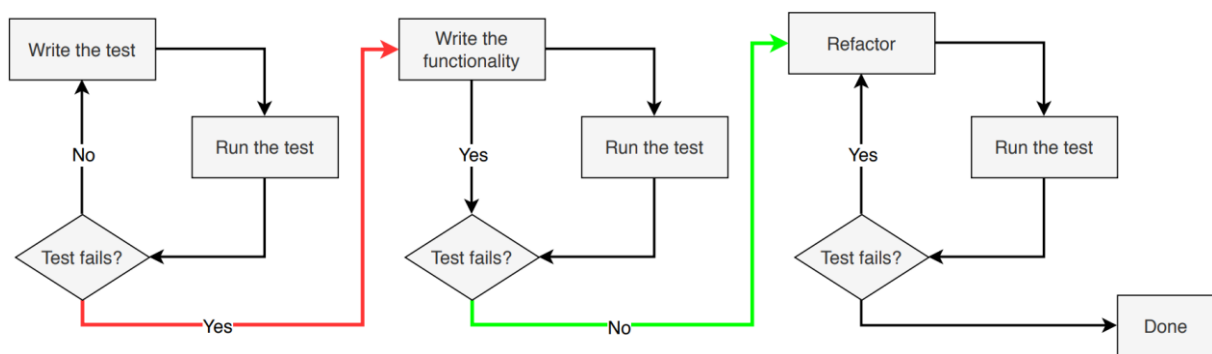 Write the test
Run the test
No
Test fails?
Yes
Write the
functionality
Run the test
Yes
Test fails?
No
Refactor
Run the test
Yes
Test fails?
Done